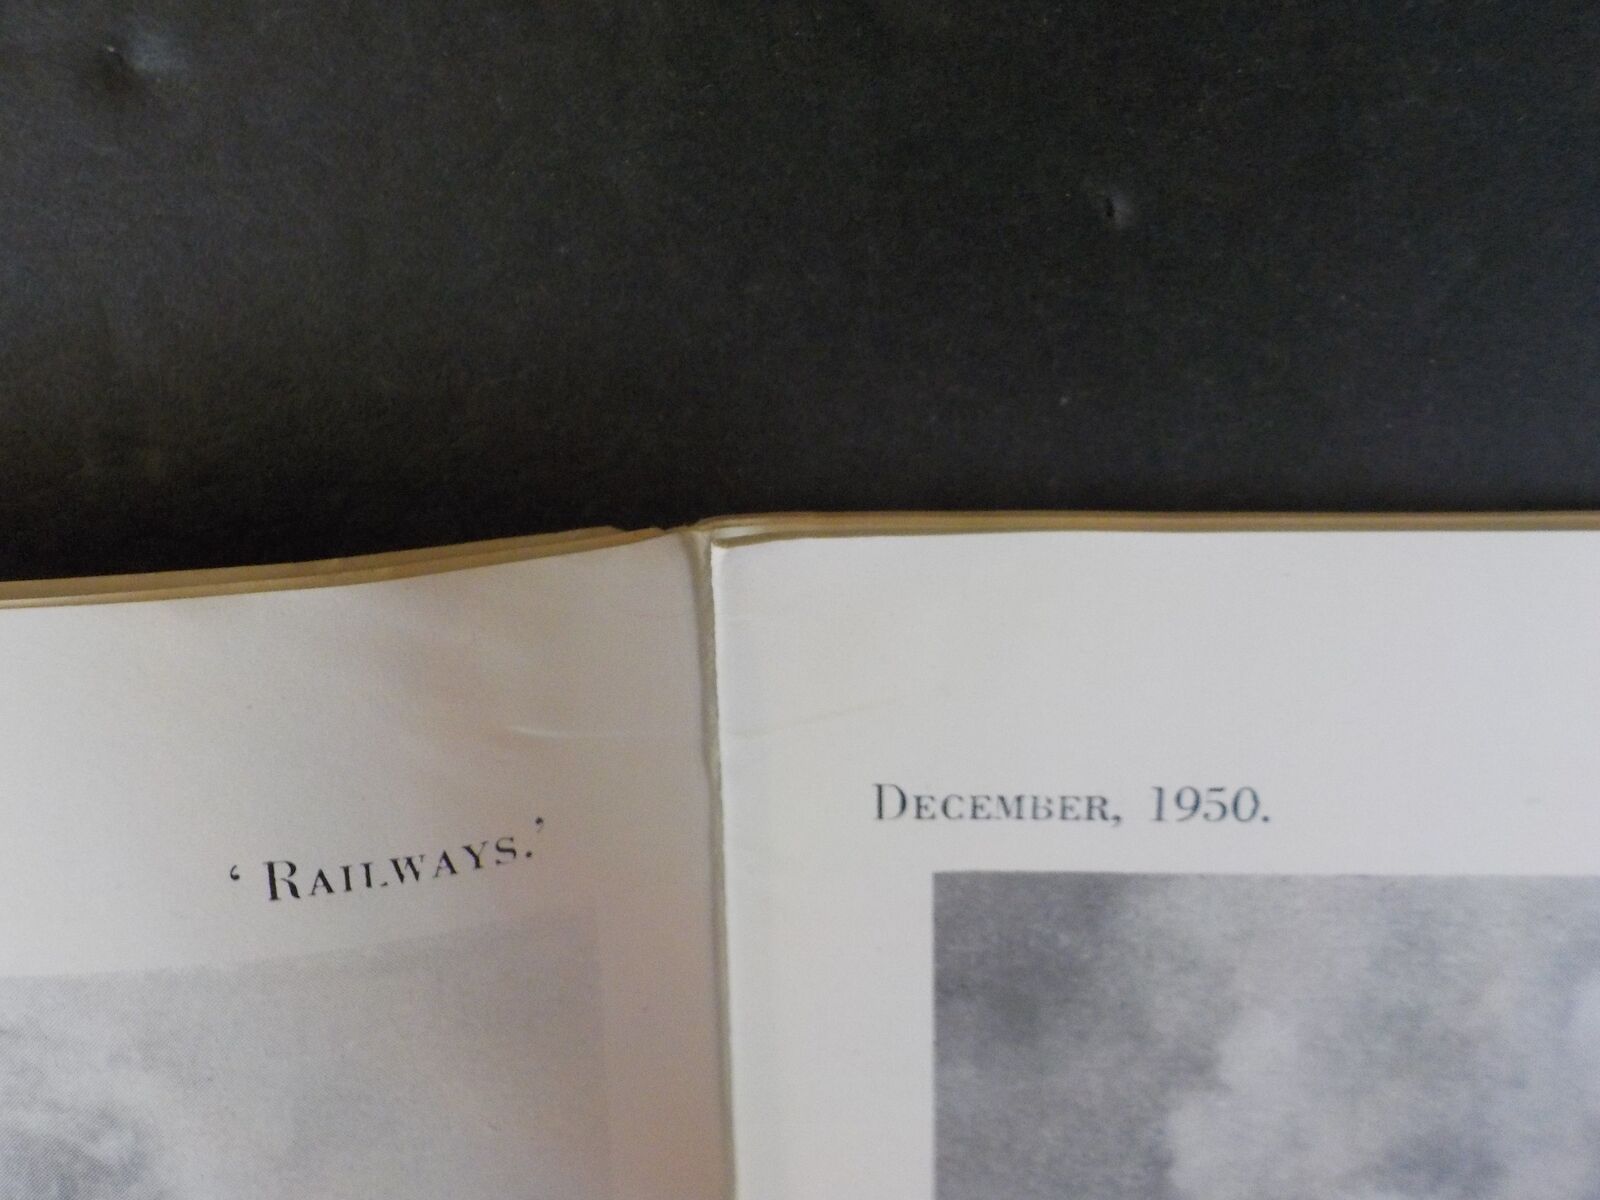 ‘ Railways.’
December, 1950.